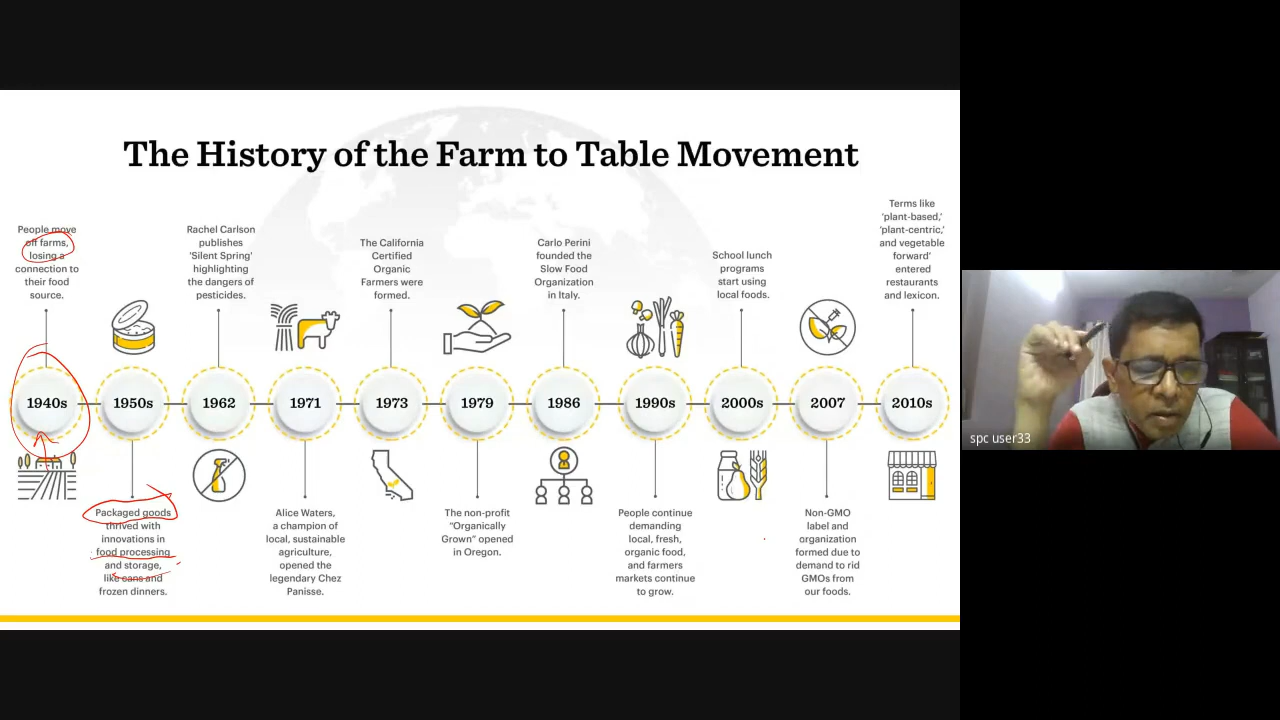 The History of the Farm to Table Movement
People move
off farms,
losing a
connection to
their food
source.
Rachel Carlson
publishes
'Silent Spring'
highlighting
the dangers of
pesticides.
The California
Certified
Organic
Farmers were
formed.
Carlo Perini
founded the
Slow Food
Organization
in Italy.
School lunch
programs
start using
local foods.
Terms like
'plant-based,'
'plant-centric,'
and vegetable
forward'
entered
restaurants
and lexicon.
1940s
1950s
1962
1971
1973
1979
1986
1990s
2000s
2007
2010s
Packaged goods
thrived with
innovations in
food processing
and storage,
like cans and
frozen dinners.
Alice Waters,
a champion of
local, sustainable
agriculture,
opened the
legendary Chez
Panisse.
The non-profit
"Organically
Grown" opened
in Oregon.
People continue
demanding
local, fresh,
organic food,
and farmers
markets continue
to grow.
Non-GMO
label and
organization
formed due to
demand to rid
GMOs from
our foods.
spc user33